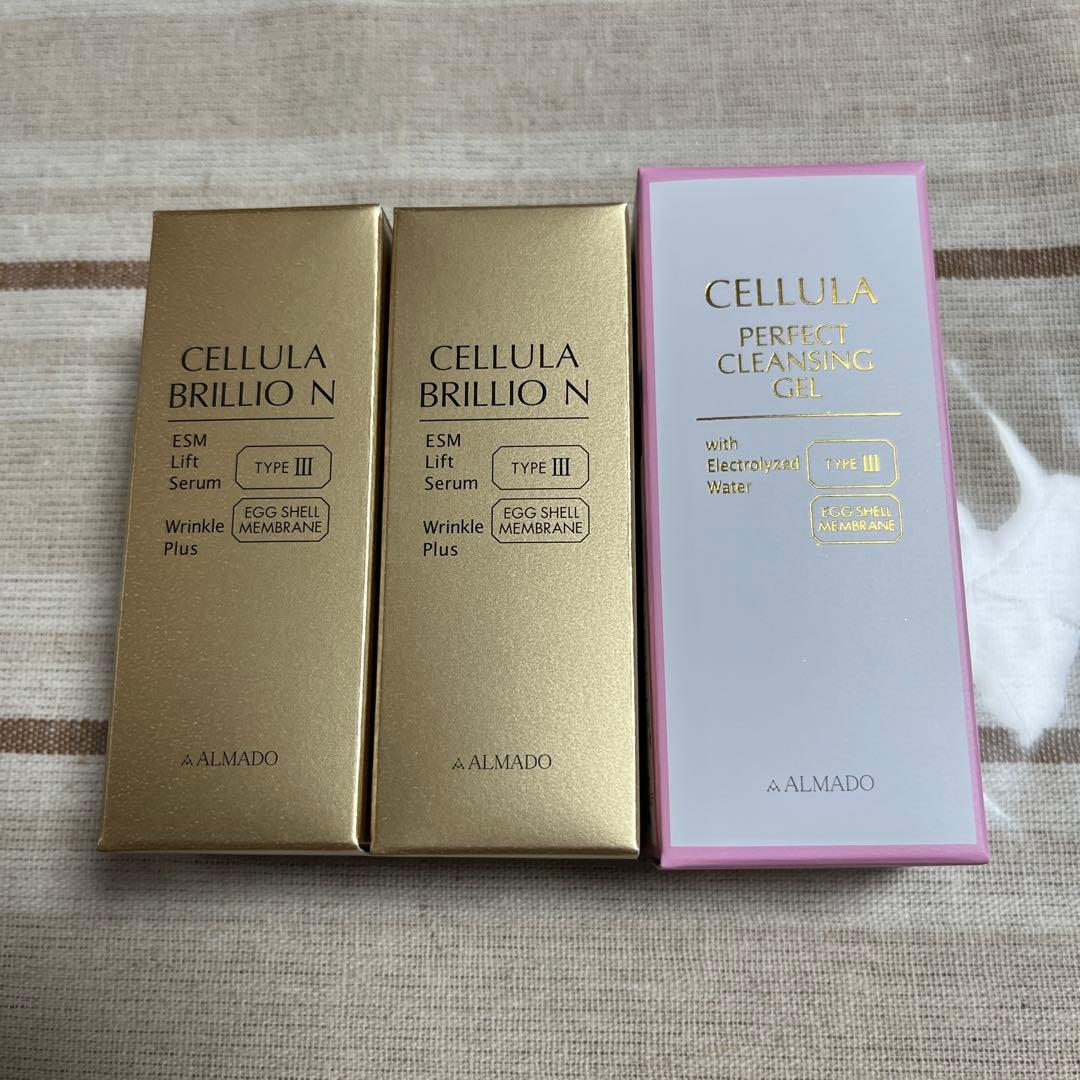 CELLULA
BRILLIO N
ESM
Lift
Serum
TYPE III
Wrinkle
Plus
EGG SHELL
MEMBRANE
ALMADO
CELLULA
BRILLIO N
ESM
Lift
Serum
TYPE III
Wrinkle
Plus
EGG SHELL
MEMBRANE
ALMADO
CELLULA
PERFECT
CLEANSING
GEL
with
Electrolyzed
Water
TYPE III
EGG SHELL
MEMBRANE
ALMADO